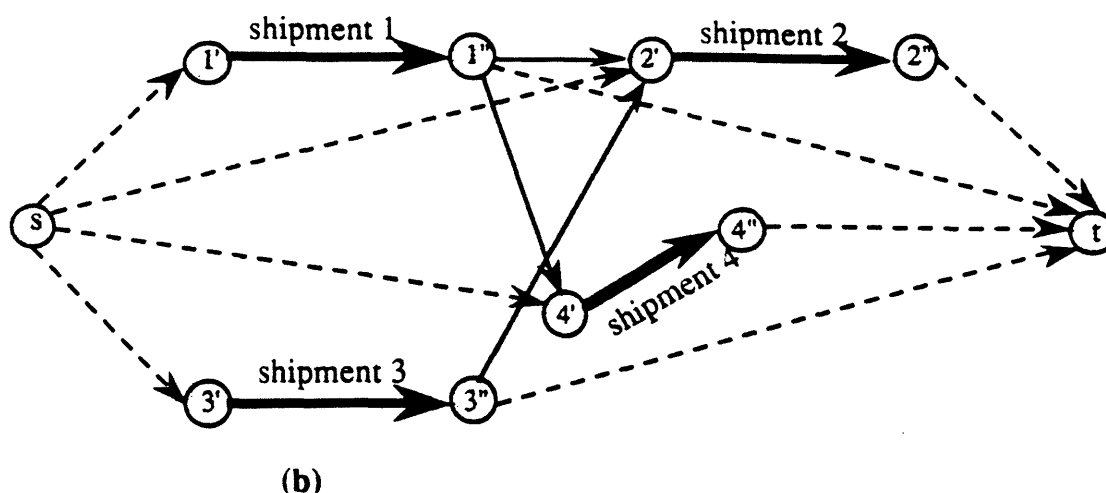 shipment 1
shipment 2
1'
1"
2'
2"
s
4"
t
4'
shipment 4
shipment 3
3'
3"
(b)